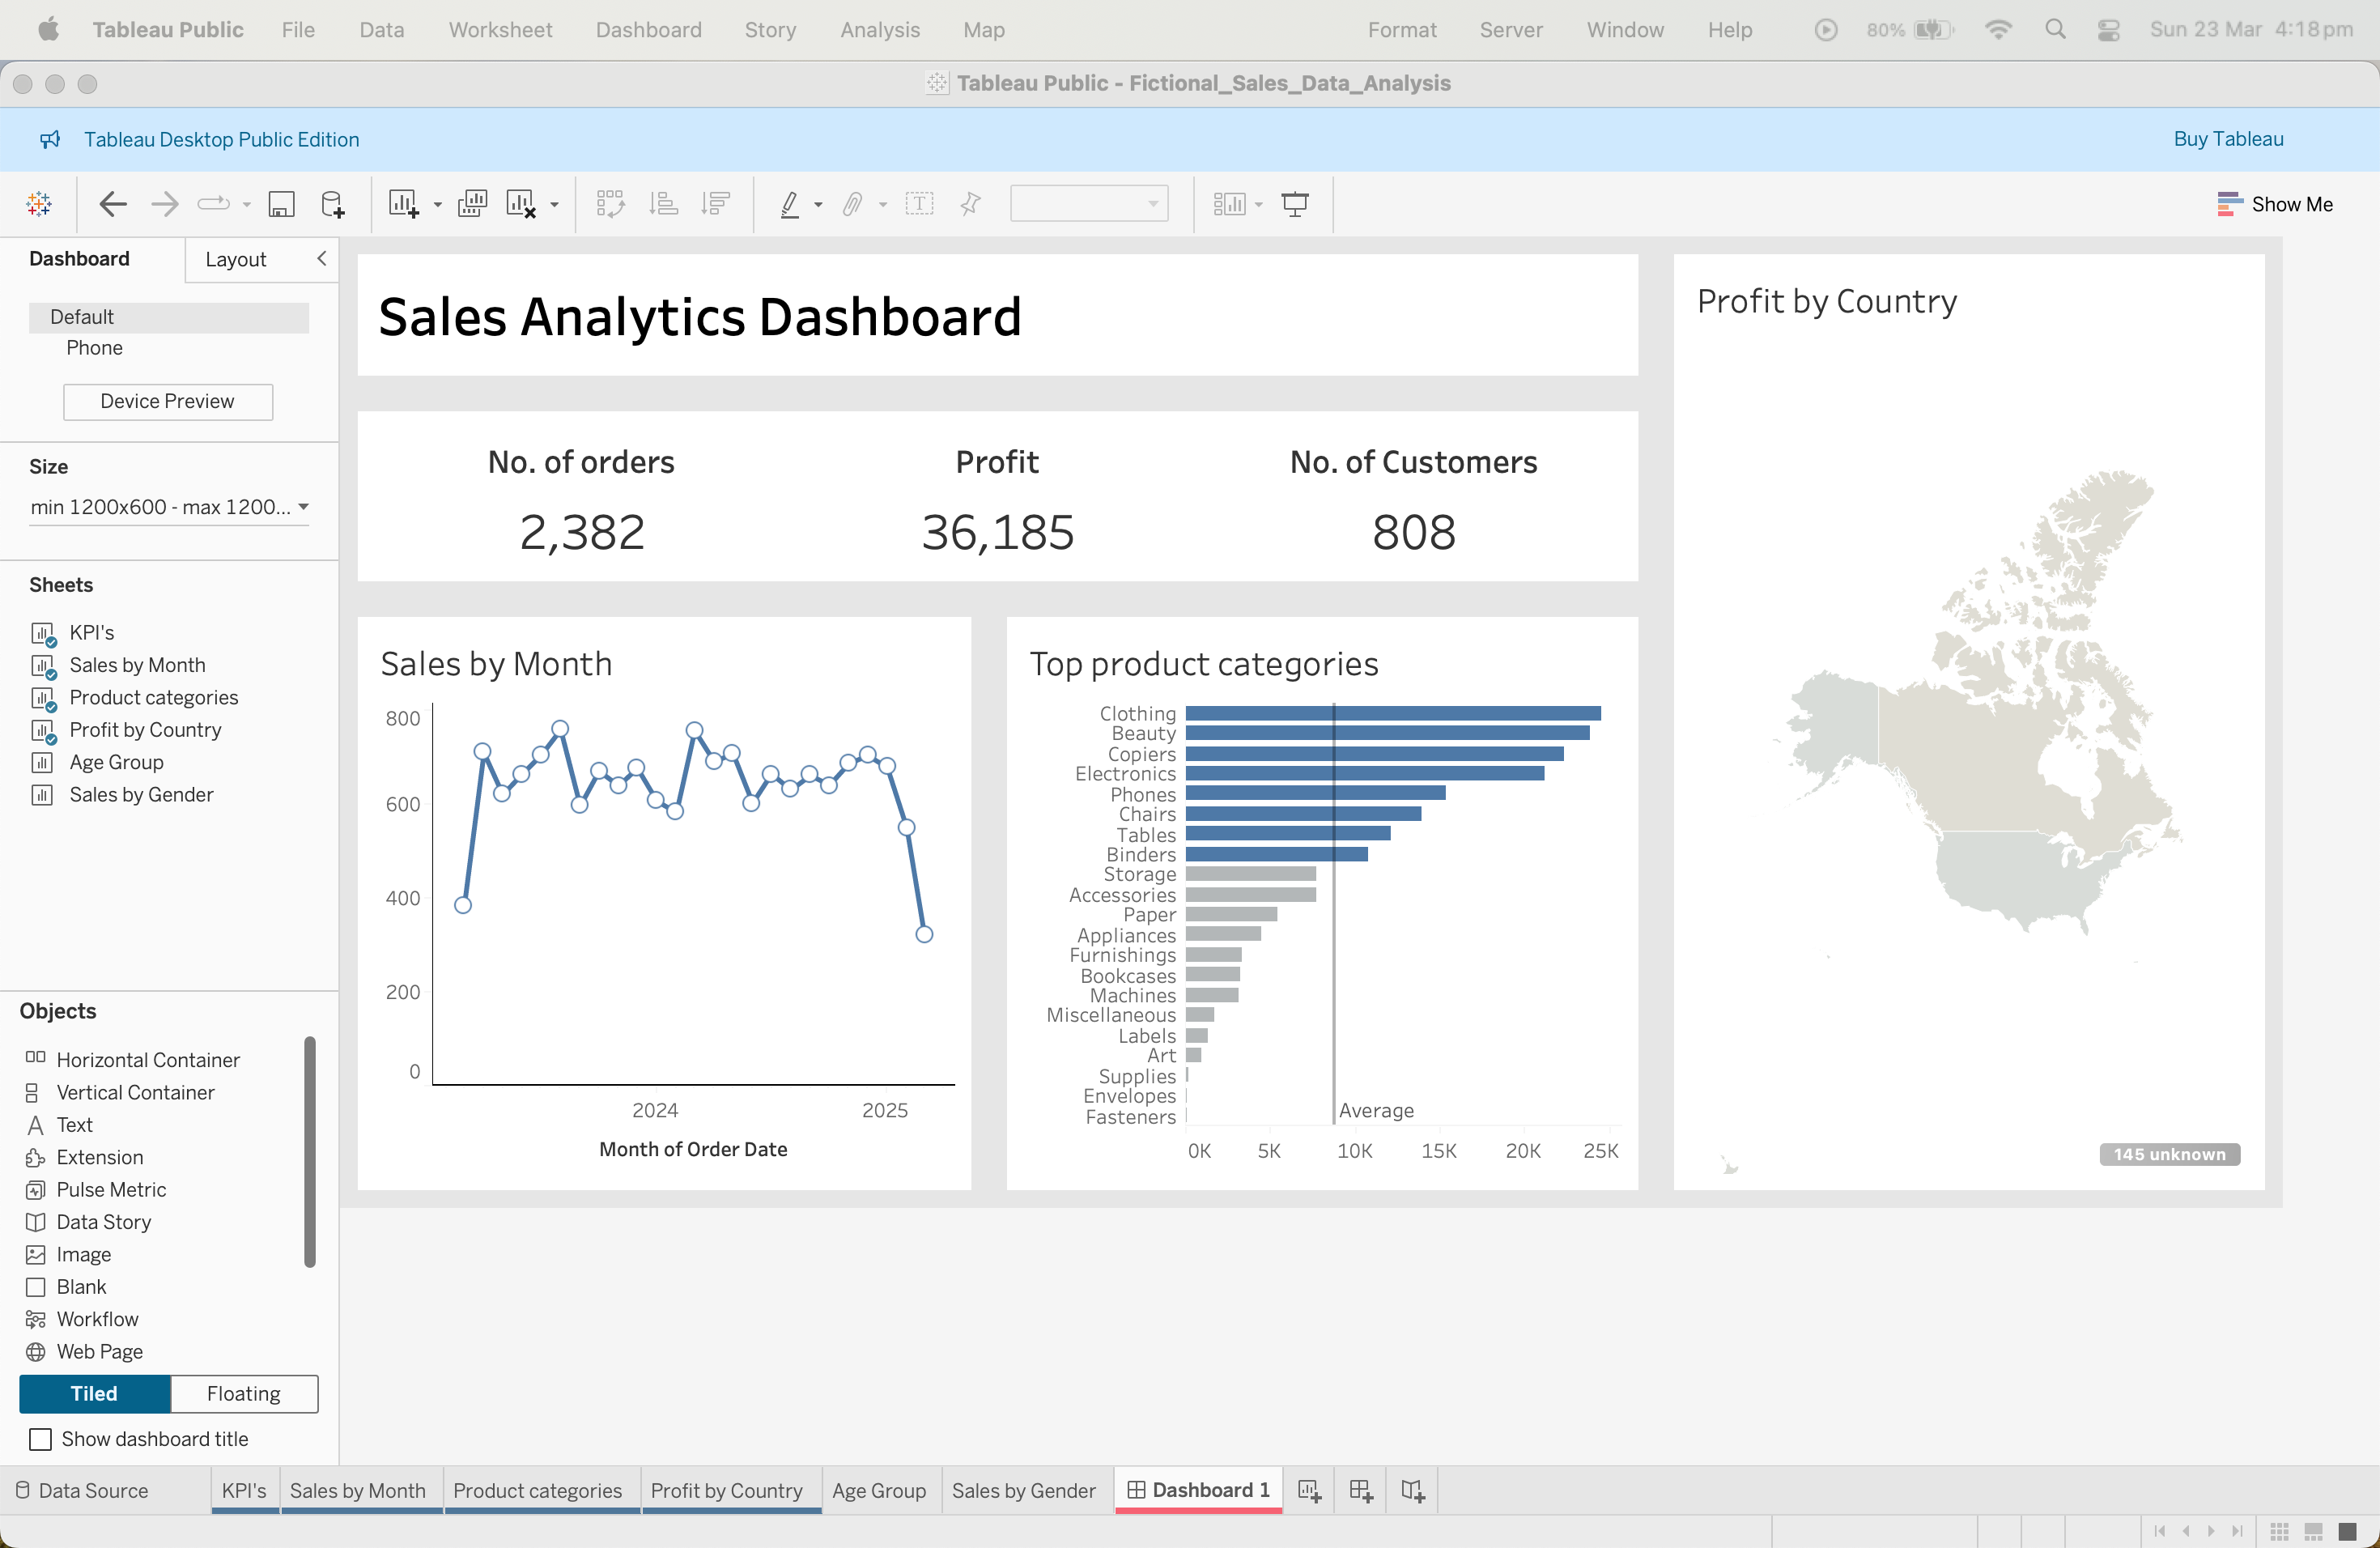 Tableau Public File Data Worksheet Dashboard Story Analysis Map Format Server Window Help 80% Sun 23 Mar 4:18 pm
Tableau Public - Fictional_Sales_Data_Analysis
Tableau Desktop Public Edition
Buy Tableau
Show Me
Dashboard
Layout
Default
Phone
Device Preview
Size
min 1200x600 - max 1200...
Sheets
KPI's
Sales by Month
Product categories
Profit by Country
Age Group
Sales by Gender
Objects
Horizontal Container
Vertical Container
Text
Extension
Pulse Metric
Data Story
Image
Blank
Workflow
Web Page
Tiled
Floating
Show dashboard title
Sales Analytics Dashboard
No. of orders
2,382
Profit
36,185
No. of Customers
808
Sales by Month
800
600
400
200
0
2024 2025
Month of Order Date
Top product categories
Clothing
Beauty
Copiers
Electronics
Phones
Chairs
Tables
Binders
Storage
Accessories
Paper
Appliances
Furnishings
Bookcases
Machines
Miscellaneous
Labels
Art
Supplies
Envelopes
Fasteners
Average
0K 5K 10K 15K 20K 25K
Profit by Country
145 unknown
Data Source KPI's Sales by Month Product categories Profit by Country Age Group Sales by Gender Dashboard 1